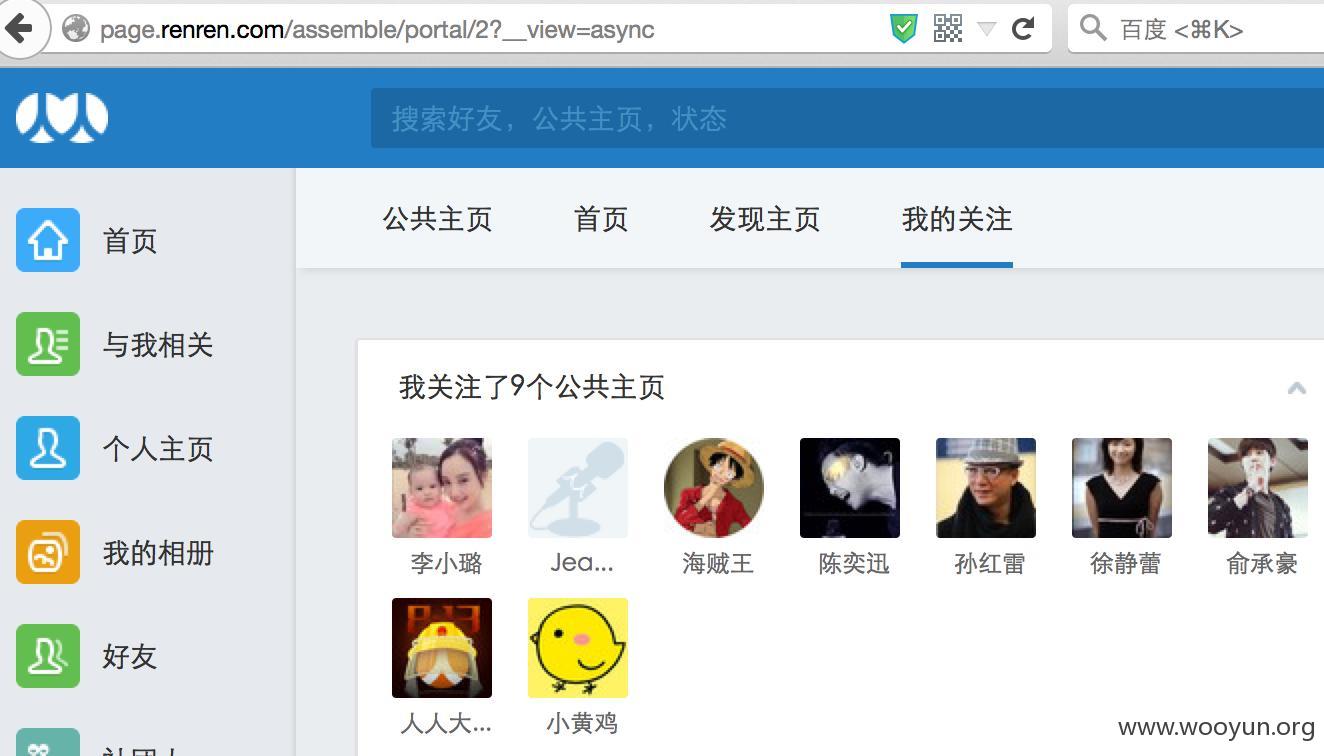 page.renren.com/assemble/portal/2?__view=async
百度 <⌘K>
搜索好友，公共主页，状态
公共主页 首页 发现主页 我的关注
首页
与我相关
个人主页
我的相册
好友
我关注了9个公共主页
李小璐 Jea... 海贼王 陈奕迅 孙红雷 徐静蕾 俞承豪
8.13
人人大... 小黄鸡
www.wooyun.org